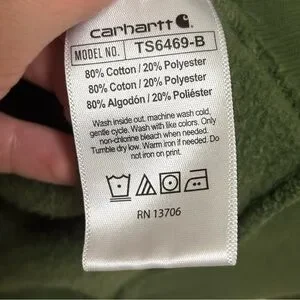 carhartt
MODEL NO. TS6469-B
80% Cotton / 20% Polyester
80% Coton / 20% Polyester
80% Algodón / 20% Poliéster
Wash inside out, machine wash cold,
gentle cycle. Wash with like colors. Only
non-chlorine bleach when needed.
Tumble dry low. Warm iron if needed. Do
not iron on print.
RN 13706